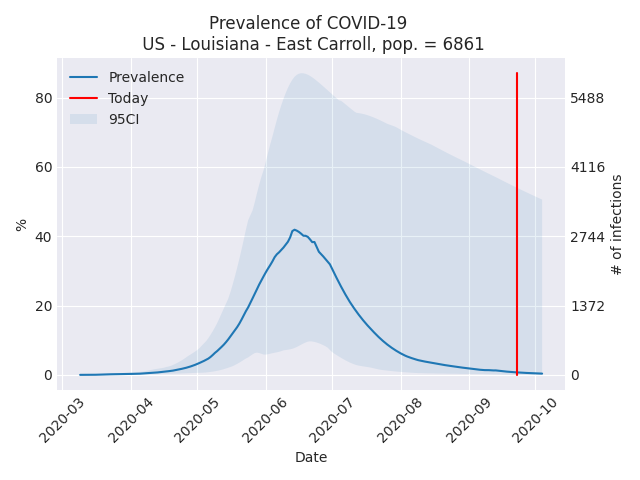 Prevalence of COVID-19
US - Louisiana - East Carroll, pop. = 6861
Prevalence
Today
95CI
80
60
40
20
0
%
5488
4116
2744
1372
0
# of infections
2020-03
2020-04
2020-05
2020-06
2020-07
2020-08
2020-09
2020-10
Date